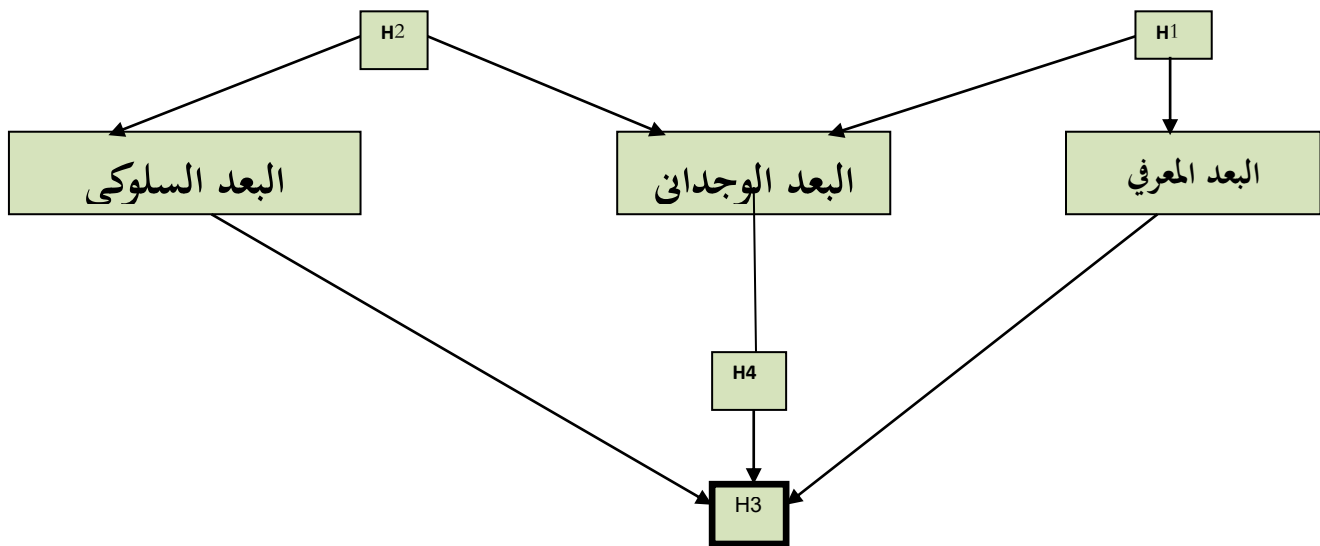 H1
H2
البعد المعرفي
البعد الوجدانى
البعد السلوكى
H4
H3